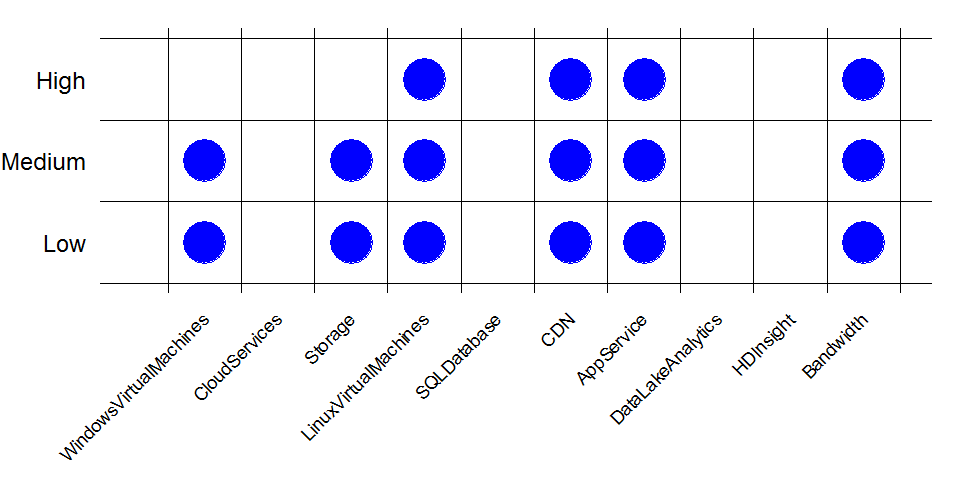 High
Medium
Low
WindowsVirtualMachines
CloudServices
Storage
LinuxVirtualMachines
SQLDatabase
CDN
AppService
DataLakeAnalytics
HDInsight
Bandwidth